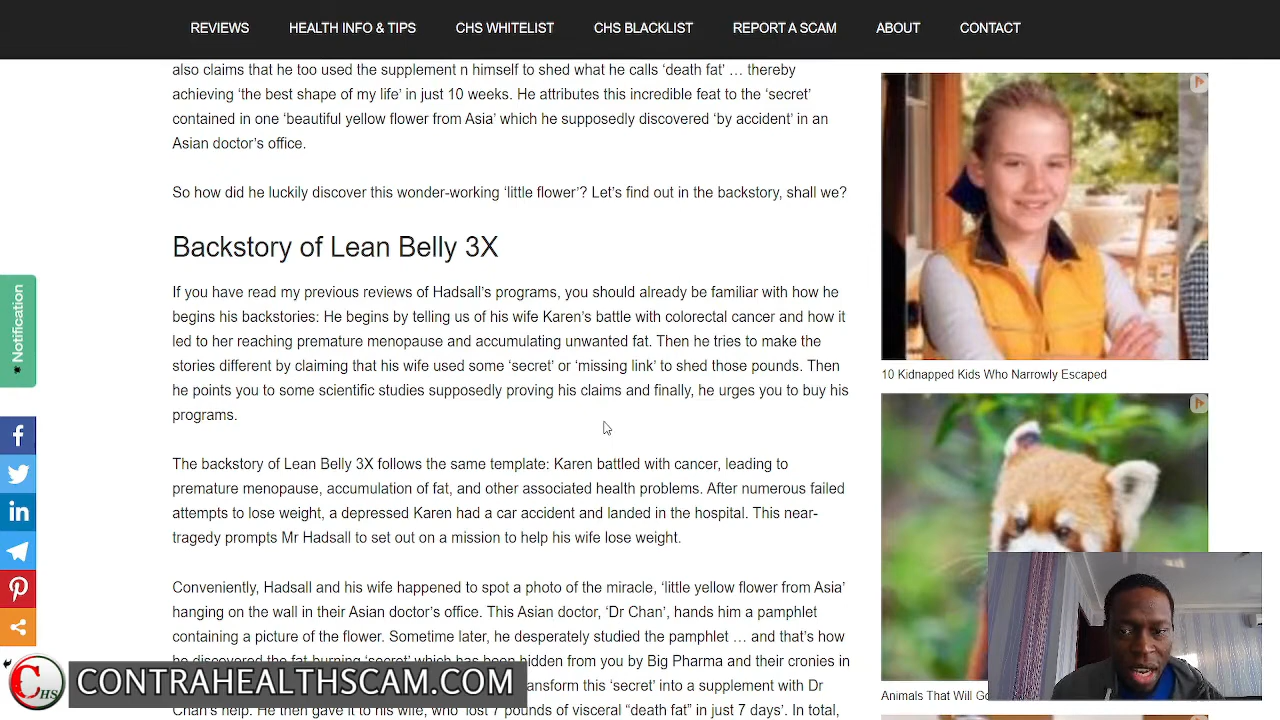 REVIEWS HEALTH INFO & TIPS CHS WHITELIST CHS BLACKLIST REPORT A SCAM ABOUT CONTACT
also claims that he too used the supplement n himself to shed what he calls ‘death fat’ … thereby
achieving ‘the best shape of my life’ in just 10 weeks. He attributes this incredible feat to the ‘secret’
contained in one ‘beautiful yellow flower from Asia’ which he supposedly discovered ‘by accident’ in an
Asian doctor’s office.
So how did he luckily discover this wonder-working ‘little flower’? Let’s find out in the backstory, shall we?
Backstory of Lean Belly 3X
If you have read my previous reviews of Hadsall’s programs, you should already be familiar with how he
begins his backstories: He begins by telling us of his wife Karen’s battle with colorectal cancer and how it
led to her reaching premature menopause and accumulating unwanted fat. Then he tries to make the
stories different by claiming that his wife used some ‘secret’ or ‘missing link’ to shed those pounds. Then
he points you to some scientific studies supposedly proving his claims and finally, he urges you to buy his
programs.
The backstory of Lean Belly 3X follows the same template: Karen battled with cancer, leading to
premature menopause, accumulation of fat, and other associated health problems. After numerous failed
attempts to lose weight, a depressed Karen had a car accident and landed in the hospital. This near-
tragedy prompts Mr Hadsall to set out on a mission to help his wife lose weight.
Conveniently, Hadsall and his wife happened to spot a photo of the miracle, ‘little yellow flower from Asia’
hanging on the wall in their Asian doctor’s office. This Asian doctor, ‘Dr Chan’, hands him a pamphlet
containing a picture of the flower. Sometime later, he desperately studied the pamphlet … and that’s how
he discovered the fat burning ‘secret’ which has been hidden from you by Big Pharma and their cronies in
transform this ‘secret’ into a supplement with Dr
Chan’s help. He then gave it to his wife, who ‘lost 7 pounds of visceral “death fat” in just 7 days’. In total,
10 Kidnapped Kids Who Narrowly Escaped
Animals That Will Go
Notification
CHS
CONTRAHEALTHSCAM.COM